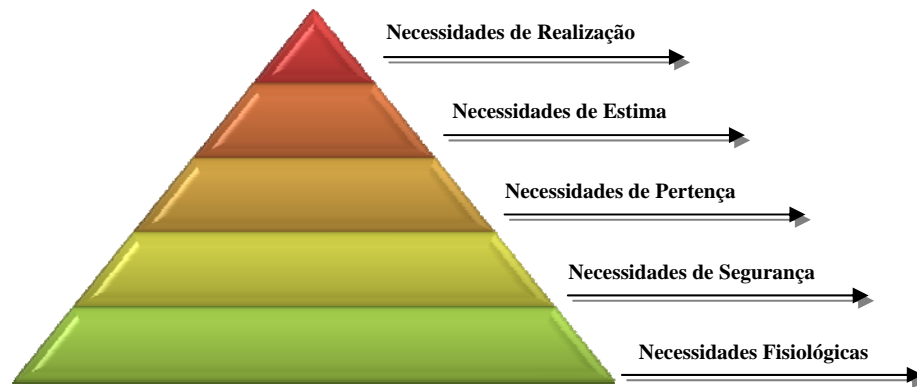 Necessidades de Realização
Necessidades de Estima
Necessidades de Pertença
Necessidades de Segurança
Necessidades Fisiológicas